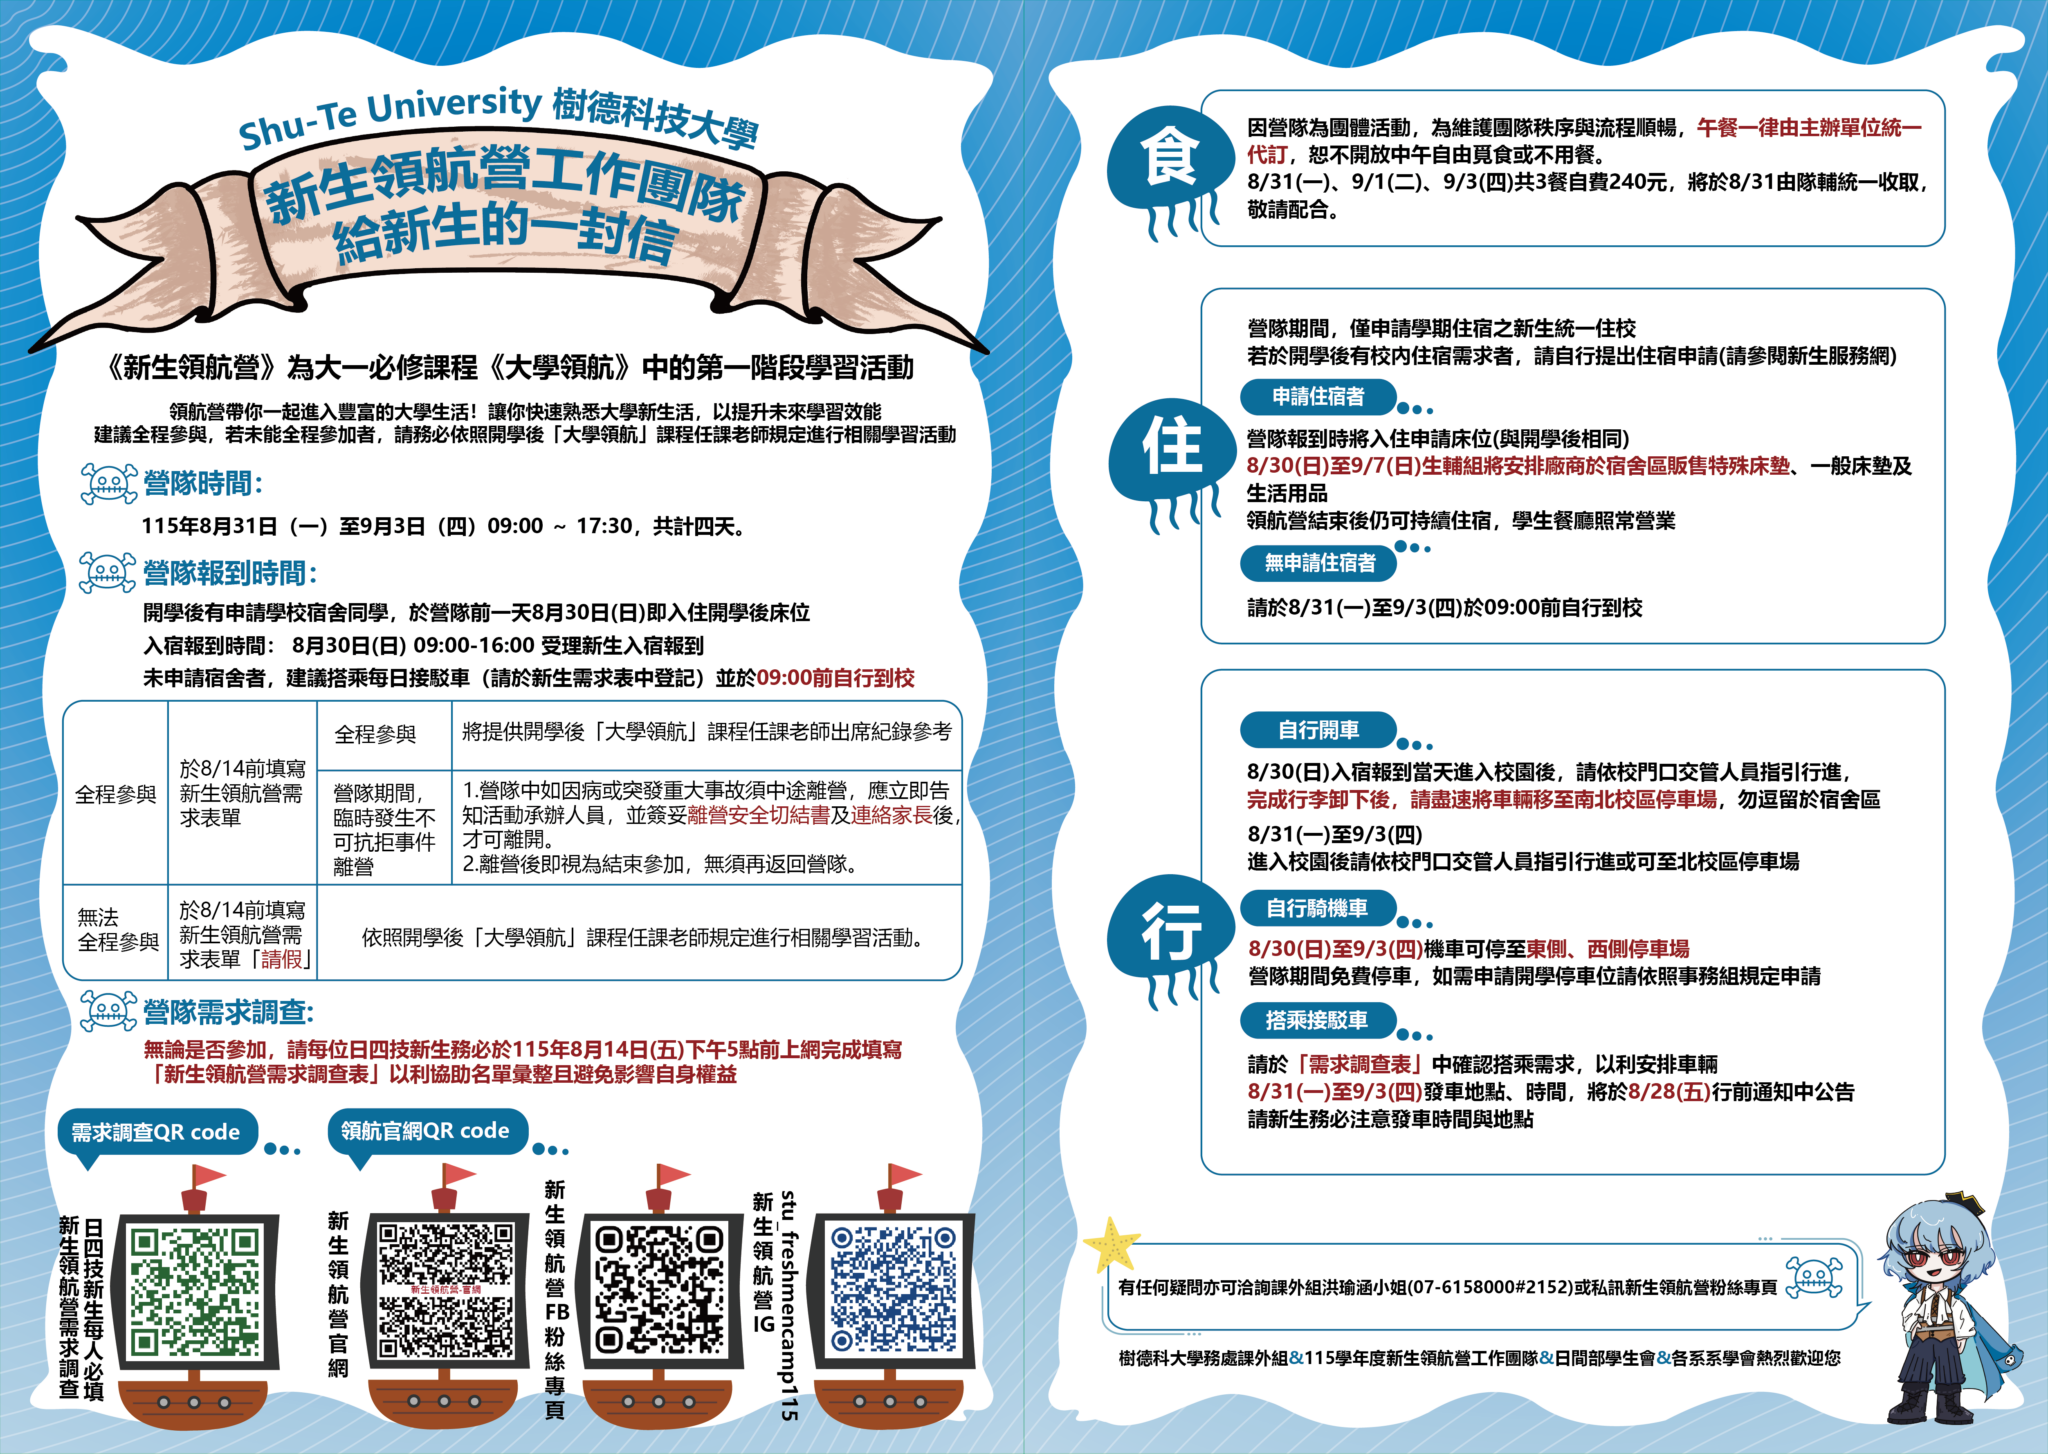 Shu-Te University 樹德科技大學
新生領航營工作團隊
給新生的一封信
《新生領航營》為大一必修課程《大學領航》中的第一階段學習活動
領航營帶你一起進入豐富的大學生活！讓你快速熟悉大學新生活，以提升未來學習效能
建議全程參與，若未能全程參加者，請務必依照開學後「大學領航」課程任課老師規定進行相關學習活動
營隊時間：
115年8月31日（一）至9月3日（四）09:00 ~ 17:30，共計四天。
營隊報到時間：
開學後有申請學校宿舍同學，於營隊前一天8月30日(日)即入住開學後床位
入宿報到時間： 8月30日(日) 09:00-16:00 受理新生入宿報到
未申請宿舍者，建議搭乘每日接駁車（請於新生需求表中登記）並於09:00前自行到校
全程參與
於8/14前填寫
新生領航營需
求表單
全程參與
將提供開學後「大學領航」課程任課老師出席紀錄參考
營隊期間，
臨時發生不
可抗拒事件
離營
1.營隊中如因病或突發重大事故須中途離營，應立即告
知活動承辦人員，並簽妥離營安全切結書及連絡家長後，
才可離開。
2.離營後即視為結束參加，無須再返回營隊。
無法
全程參與
於8/14前填寫
新生領航營需
求表單「請假」
依照開學後「大學領航」課程任課老師規定進行相關學習活動。
營隊需求調查:
無論是否參加，請每位日四技新生務必於115年8月14日(五)下午5點前上網完成填寫
「新生領航營需求調查表」以利協助名單彙整且避免影響自身權益
需求調查QR code
日四技新生每人必填
新生領航營需求調查
領航官網QR code
新生領航營官網
新生領航營-官網
新生領航營FB粉絲專頁
stu_freshmencamp115
新生領航營IG
食
因營隊為團體活動，為維護團隊秩序與流程順暢，午餐一律由主辦單位統一
代訂，恕不開放中午自由覓食或不用餐。
8/31(一)、9/1(二)、9/3(四)共3餐自費240元，將於8/31由隊輔統一收取，
敬請配合。
住
營隊期間，僅申請學期住宿之新生統一住校
若於開學後有校內住宿需求者，請自行提出住宿申請(請參閱新生服務網)
申請住宿者
營隊報到時將入住申請床位(與開學後相同)
8/30(日)至9/7(日)生輔組將安排廠商於宿舍區販售特殊床墊、一般床墊及
生活用品
領航營結束後仍可持續住宿，學生餐廳照常營業
無申請住宿者
請於8/31(一)至9/3(四)於09:00前自行到校
行
自行開車
8/30(日)入宿報到當天進入校園後，請依校門口交管人員指引行進，
完成行李卸下後，請盡速將車輛移至南北校區停車場，勿逗留於宿舍區
8/31(一)至9/3(四)
進入校園後請依校門口交管人員指引行進或可至北校區停車場
自行騎機車
8/30(日)至9/3(四)機車可停至東側、西側停車場
營隊期間免費停車，如需申請開學停車位請依照事務組規定申請
搭乘接駁車
請於「需求調查表」中確認搭乘需求，以利安排車輛
8/31(一)至9/3(四)發車地點、時間，將於8/28(五)行前通知中公告
請新生務必注意發車時間與地點
有任何疑問亦可洽詢課外組洪瑜涵小姐(07-6158000#2152)或私訊新生領航營粉絲專頁
樹德科大學務處課外組&115學年度新生領航營工作團隊&日間部學生會&各系系學會熱烈歡迎您